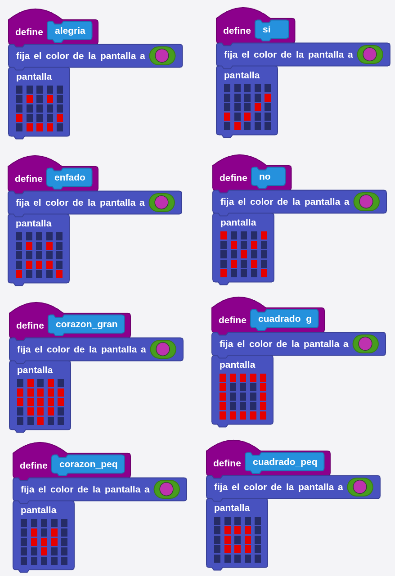 define alegria
fija el color de la pantalla a
pantalla
define si
fija el color de la pantalla a
pantalla
define enfado
fija el color de la pantalla a
pantalla
define no
fija el color de la pantalla a
pantalla
define corazon_gran
fija el color de la pantalla a
pantalla
define cuadrado_g
fija el color de la pantalla a
pantalla
define corazon_peq
fija el color de la pantalla a
pantalla
define cuadrado_peq
fija el color de la pantalla a
pantalla